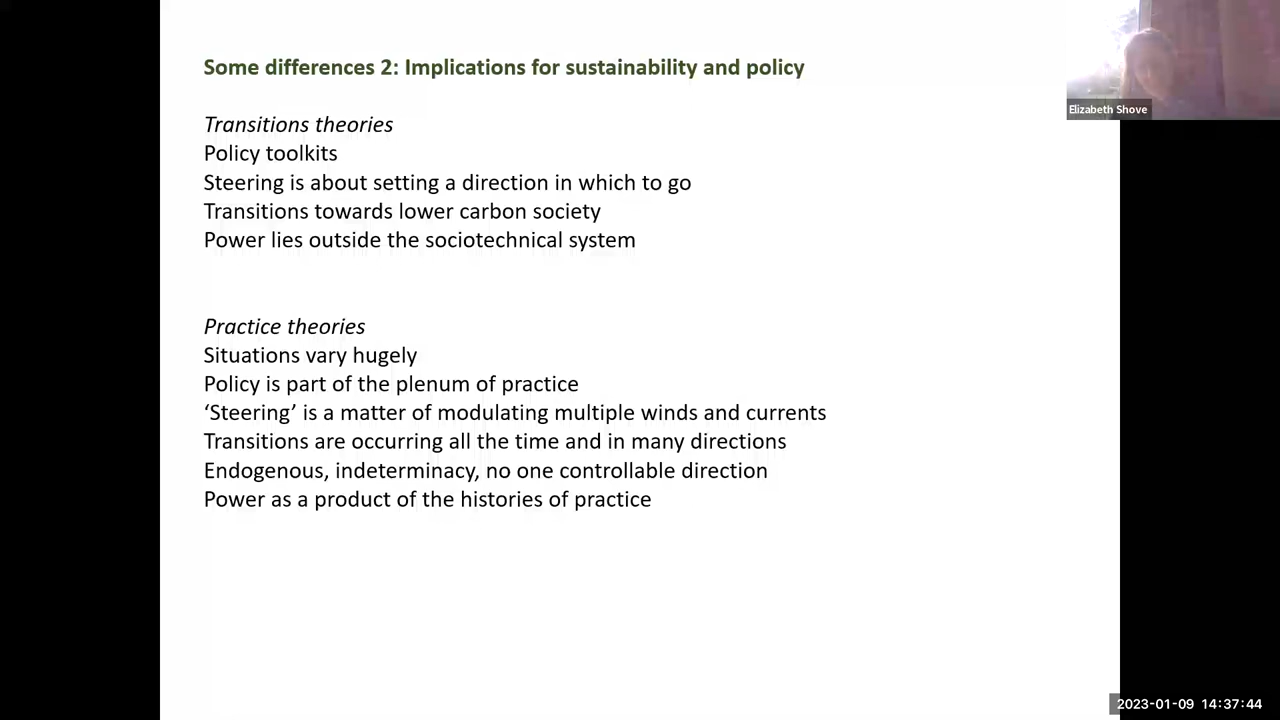 Some differences 2: Implications for sustainability and policy
Elizabeth Shove
Transitions theories
Policy toolkits
Steering is about setting a direction in which to go
Transitions towards lower carbon society
Power lies outside the sociotechnical system
Practice theories
Situations vary hugely
Policy is part of the plenum of practice
‘Steering’ is a matter of modulating multiple winds and currents
Transitions are occurring all the time and in many directions
Endogenous, indeterminacy, no one controllable direction
Power as a product of the histories of practice
2023-01-09 14:37:44